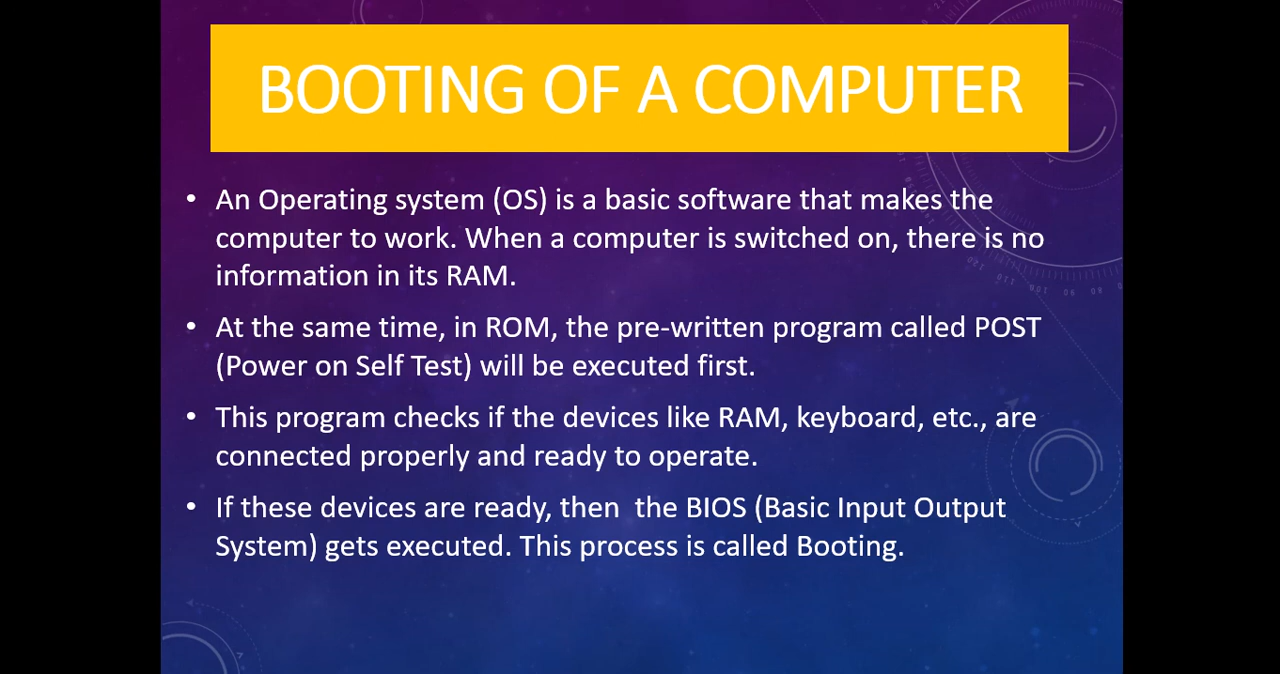 BOOTING OF A COMPUTER
• An Operating system (OS) is a basic software that makes the
computer to work. When a computer is switched on, there is no
information in its RAM.
• At the same time, in ROM, the pre-written program called POST
(Power on Self Test) will be executed first.
• This program checks if the devices like RAM, keyboard, etc., are
connected properly and ready to operate.
• If these devices are ready, then  the BIOS (Basic Input Output
System) gets executed. This process is called Booting.